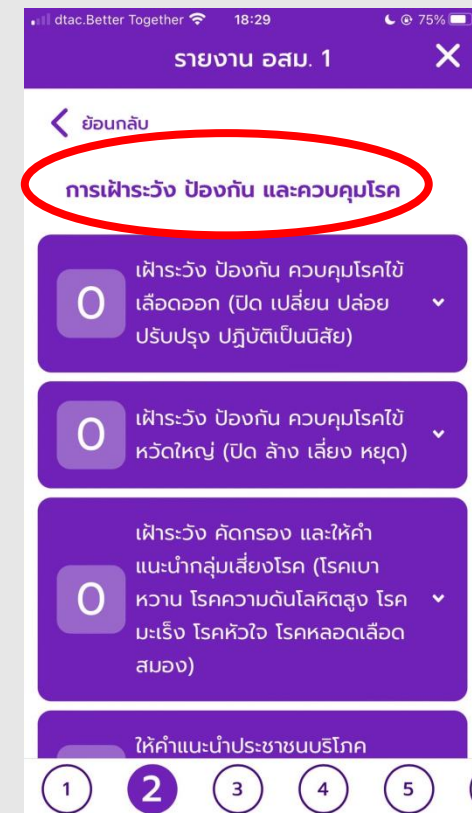 dtac.Better Together 18:29 75%
รายงาน อสม. 1
ย้อนกลับ
การเฝ้าระวัง ป้องกัน และควบคุมโรค
0
เฝ้าระวัง ป้องกัน ควบคุมโรคไข้
เลือดออก (ปิด เปลี่ยน ปล่อย
ปรับปรุง ปฏิบัติเป็นนิสัย)
0
เฝ้าระวัง ป้องกัน ควบคุมโรคไข้
หวัดใหญ่ (ปิด ล้าง เลี่ยง หยุด)
0
เฝ้าระวัง คัดกรอง และให้คำ
แนะนำกลุ่มเสี่ยงโรค (โรคเบา
หวาน โรคความดันโลหิตสูง โรค
มะเร็ง โรคหัวใจ โรคหลอดเลือด
สมอง)
ให้คำแนะนำประชาชนบริโภค
1 2 3 4 5